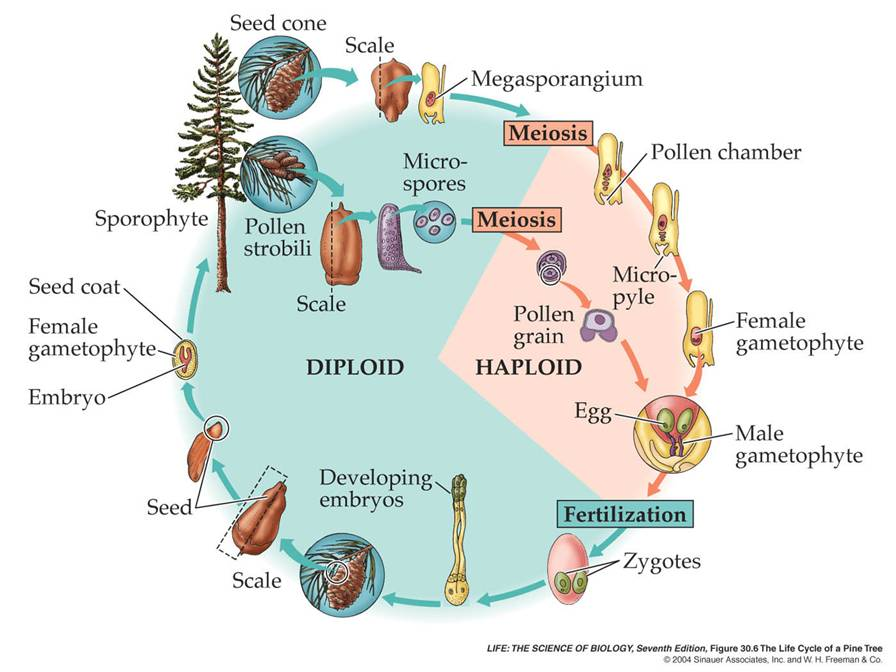 Seed cone
Scale
Megasporangium
Meiosis
Pollen chamber
Micro-
spores
Sporophyte
Pollen
strobili
Meiosis
Scale
Micro-
pyle
Seed coat
Female
gametophyte
Embryo
Pollen
grain
Female
gametophyte
DIPLOID
HAPLOID
Egg
Male
gametophyte
Developing
embryos
Seed
Fertilization
Scale
Zygotes
LIFE: THE SCIENCE OF BIOLOGY, Seventh Edition, Figure 30.6 The Life Cycle of a Pine Tree
© 2004 Sinauer Associates, Inc. and W. H. Freeman & Co.